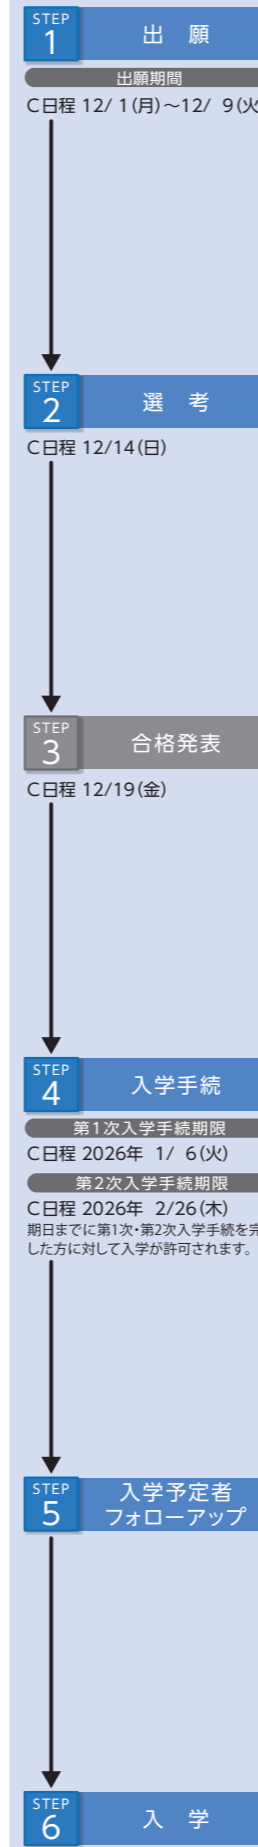 STEP
1
出 願
出願期間
C日程 12/ 1(月)～12/ 9(火
STEP
2
選 考
C日程 12/14(日)
STEP
3
合格発表
C日程 12/19(金)
STEP
4
入学手続
第1次入学手続期限
C日程 2026年 1/ 6(火)
第2次入学手続期限
C日程 2026年 2/26(木)
期日までに第1次・第2次入学手続を完
した方に対して入学が許可されます。
STEP
5
入学予定者
フォローアップ
STEP
6
入 学